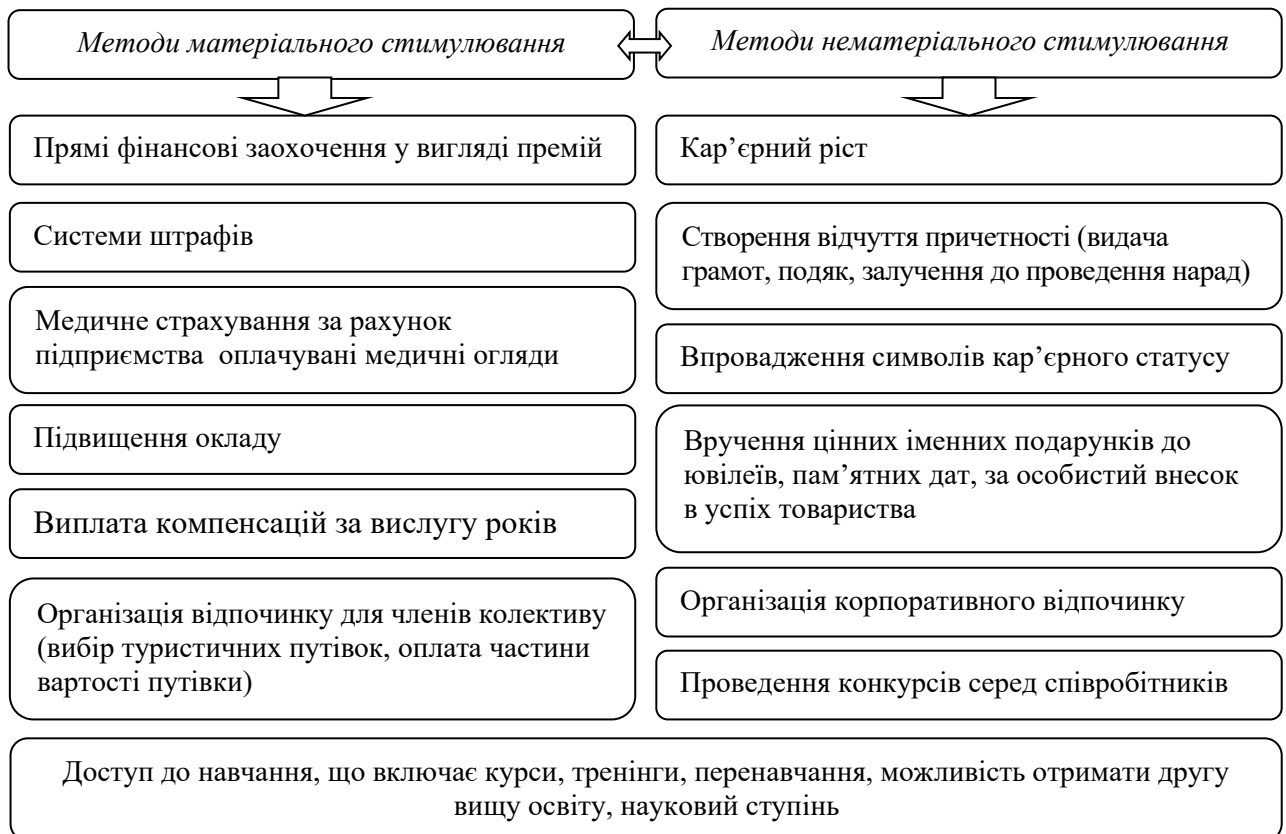 Методи матеріального стимулювання
Методи нематеріального стимулювання
Прямі фінансові заохочення у вигляді премій
Системи штрафів
Медичне страхування за рахунок
підприємства оплачувані медичні огляди
Підвищення окладу
Виплата компенсацій за вислугу років
Організація відпочинку для членів колективу
(вибір туристичних путівок, оплата частини
вартості путівки)
Кар’єрний ріст
Створення відчуття причетності (видача
грамот, подяк, залучення до проведення нарад)
Впровадження символів кар’єрного статусу
Вручення цінних іменних подарунків до
ювілеїв, пам’ятних дат, за особистий внесок
в успіх товариства
Організація корпоративного відпочинку
Проведення конкурсів серед співробітників
Доступ до навчання, що включає курси, тренінги, перенавчання, можливість отримати другу
вищу освіту, науковий ступінь